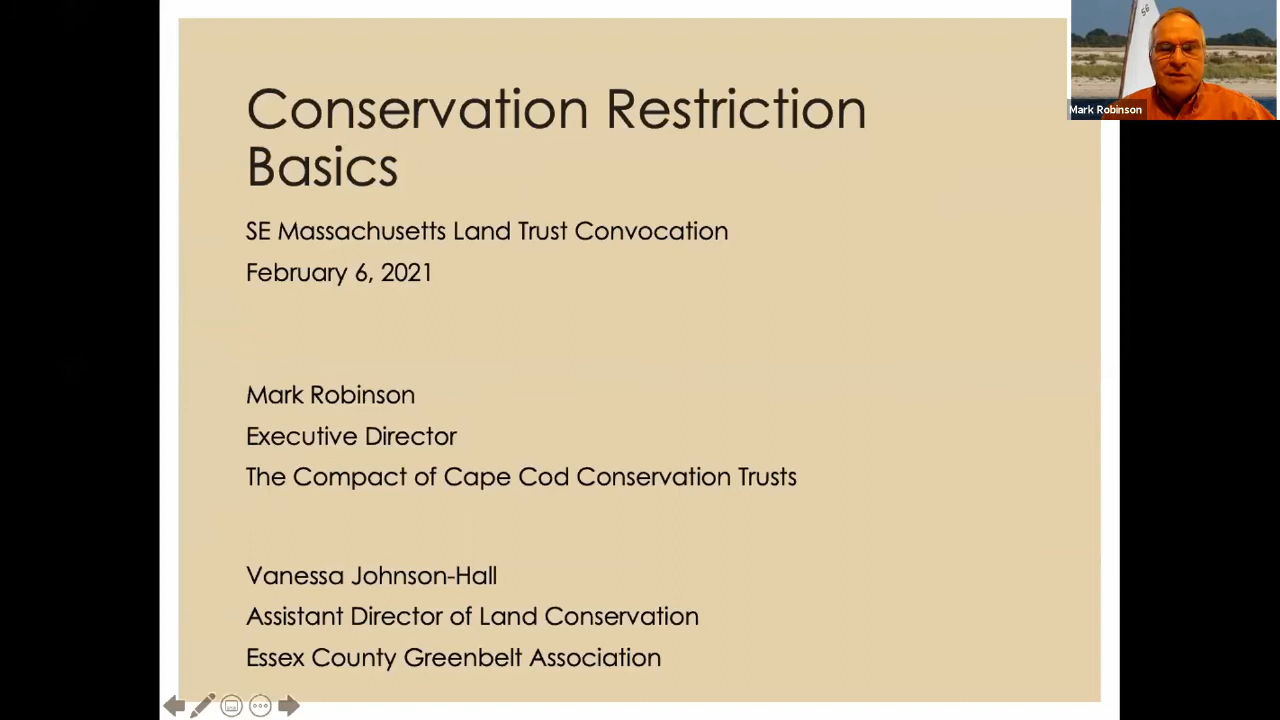 Conservation Restriction
Basics
SE Massachusetts Land Trust Convocation
February 6, 2021
Mark Robinson
Executive Director
The Compact of Cape Cod Conservation Trusts
Vanessa Johnson-Hall
Assistant Director of Land Conservation
Essex County Greenbelt Association
56
Mark Robinson